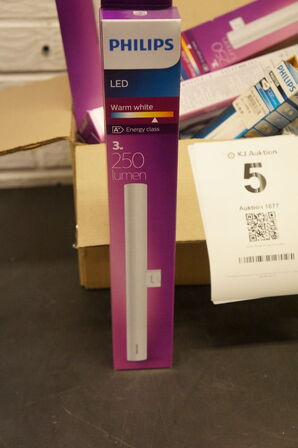 PHILIPS
LED
Warm white
A+ Energy class
3W
250
lumen
KJ Auktion
5
Auktion 1677